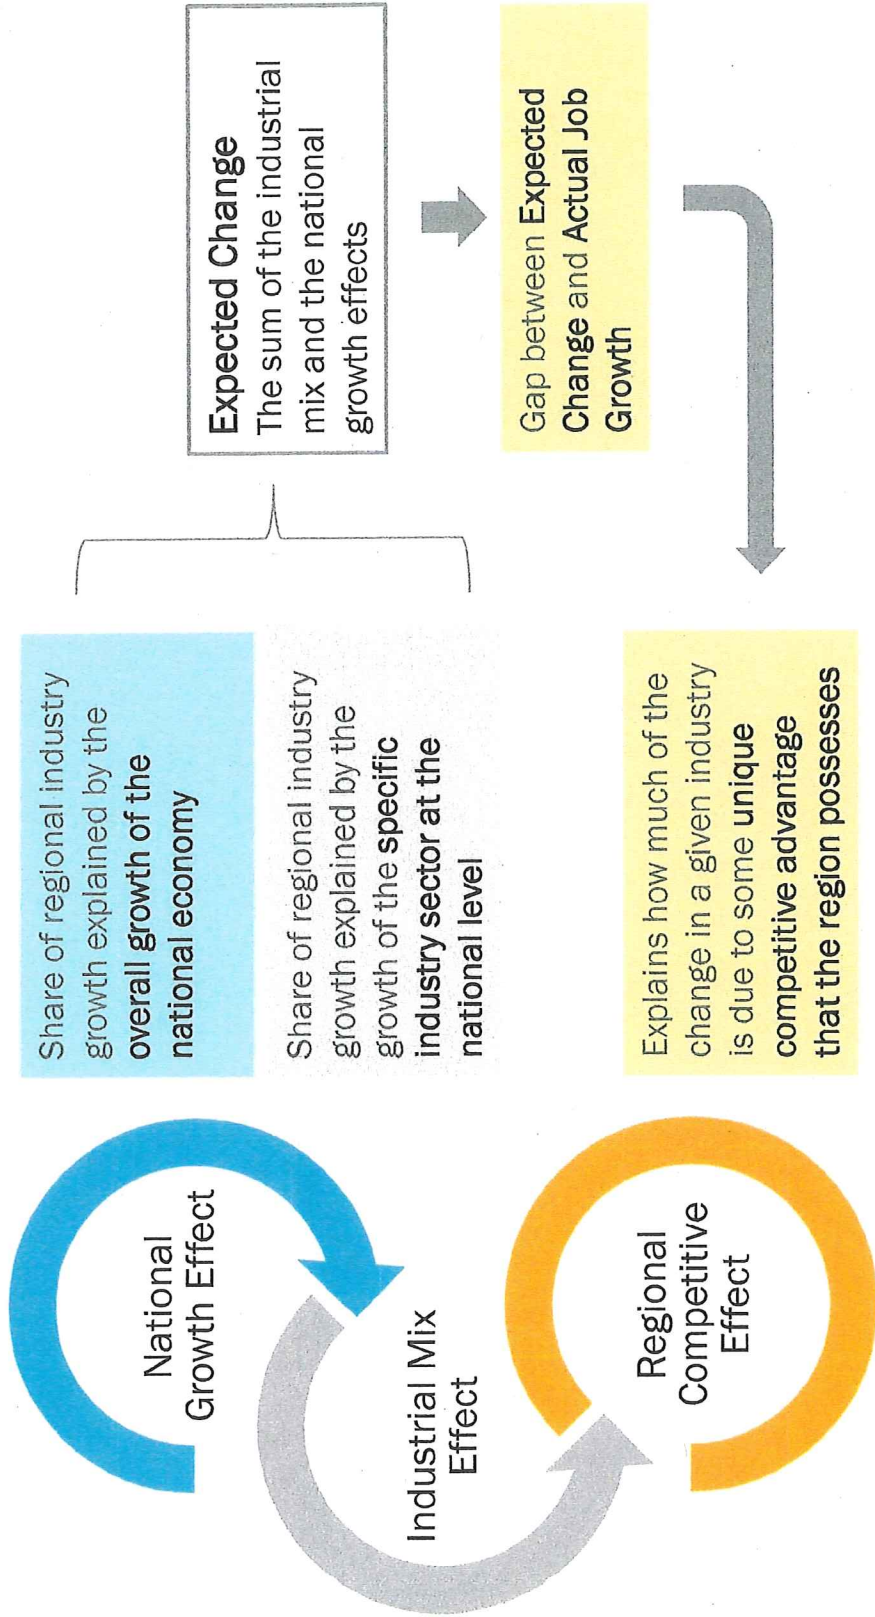 National
Growth Effect
Share of regional industry
growth explained by the
overall growth of the
national economy
Industrial Mix
Effect
Share of regional industry
growth explained by the
growth of the specific
industry sector at the
national level
Expected Change
The sum of the industrial
mix and the national
growth effects
Gap between Expected
Change and Actual Job
Growth
Regional
Competitive
Effect
Explains how much of the
change in a given industry
is due to some unique
competitive advantage
that the region possesses